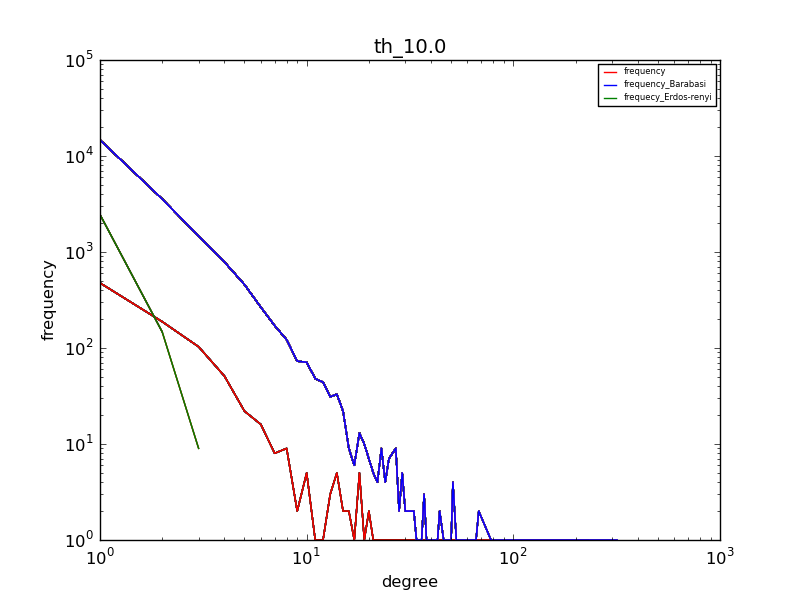 th_10.0
frequency
frequency_Barabasi
frequecy_Erdos-renyi
10^5
10^4
10^3
10^2
10^1
10^0
frequency
10^0 10^1 10^2 10^3
degree